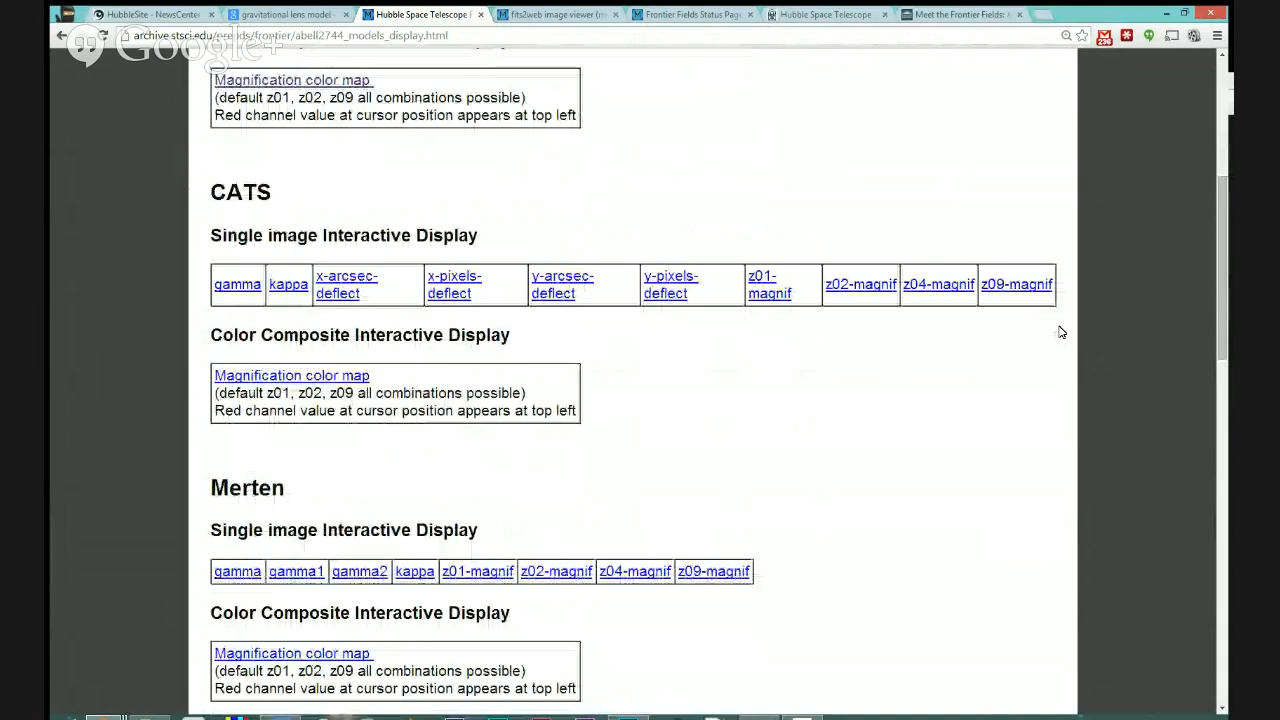 HubbleSite - NewsCenter
gravitational lens model
Hubble Space Telescope F
fits2web image viewer (m
Frontier Fields Status Page
Hubble Space Telescope
Meet the Frontier Fields: A
archive.stsci.edu/prepds/frontier/abell2744_models_display.html
236
Google+
Magnification color map
(default z01, z02, z09 all combinations possible)
Red channel value at cursor position appears at top left
CATS
Single image Interactive Display
gamma kappa x-arcsec-deflect x-pixels-deflect y-arcsec-deflect y-pixels-deflect z01-magnif z02-magnif z04-magnif z09-magnif
Color Composite Interactive Display
Magnification color map
(default z01, z02, z09 all combinations possible)
Red channel value at cursor position appears at top left
Merten
Single image Interactive Display
gamma gamma1 gamma2 kappa z01-magnif z02-magnif z04-magnif z09-magnif
Color Composite Interactive Display
Magnification color map
(default z01, z02, z09 all combinations possible)
Red channel value at cursor position appears at top left